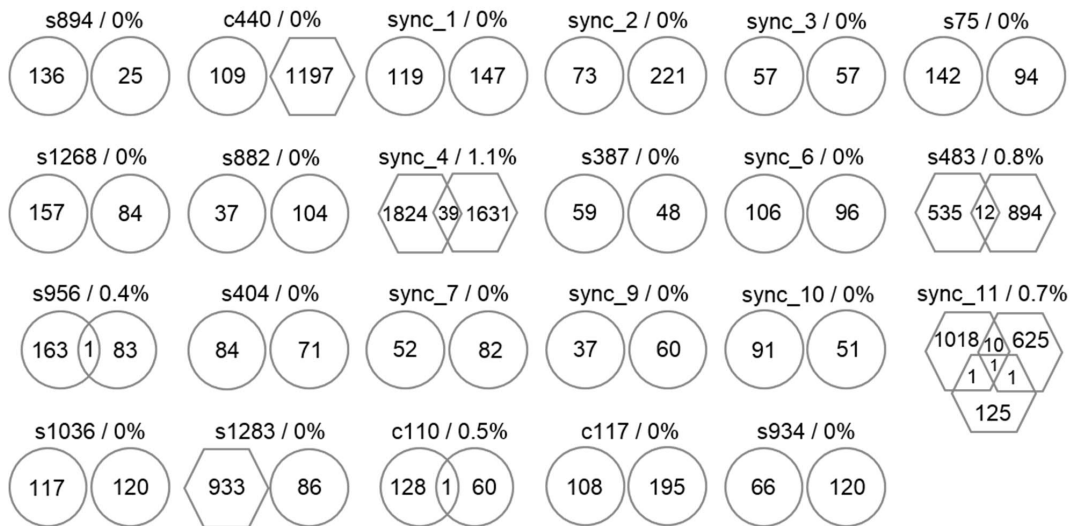 s894 / 0% c440 / 0% sync_1 / 0% sync_2 / 0% sync_3 / 0% s75 / 0%
136 25 109 1197 119 147 73 221 57 57 142 94
s1268 / 0% s882 / 0% sync_4 / 1.1% s387 / 0% sync_6 / 0% s483 / 0.8%
157 84 37 104 1824 39 1631 59 48 106 96 535 12 894
s956 / 0.4% s404 / 0% sync_7 / 0% sync_9 / 0% sync_10 / 0% sync_11 / 0.7%
163 1 83 84 71 52 82 37 60 91 51 1018 10 625
1 1 1
125
s1036 / 0% s1283 / 0% c110 / 0.5% c117 / 0% s934 / 0%
117 120 933 86 128 1 60 108 195 66 120